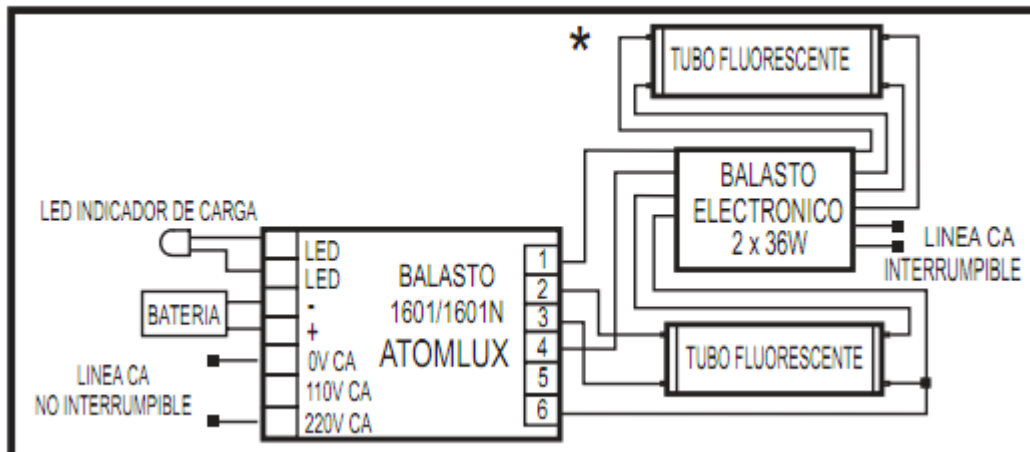 *
TUBO FLUORESCENTE
BALASTO
ELECTRONICO
2 x 36W
LINEA CA
INTERRUMPIBLE
LED INDICADOR DE CARGA
BATERIA
LINEA CA
NO INTERRUMPIBLE
LED
LED
-
+
0V CA
110V CA
220V CA
BALASTO
1601/1601N
ATOMLUX
1
2
3
4
5
6
TUBO FLUORESCENTE